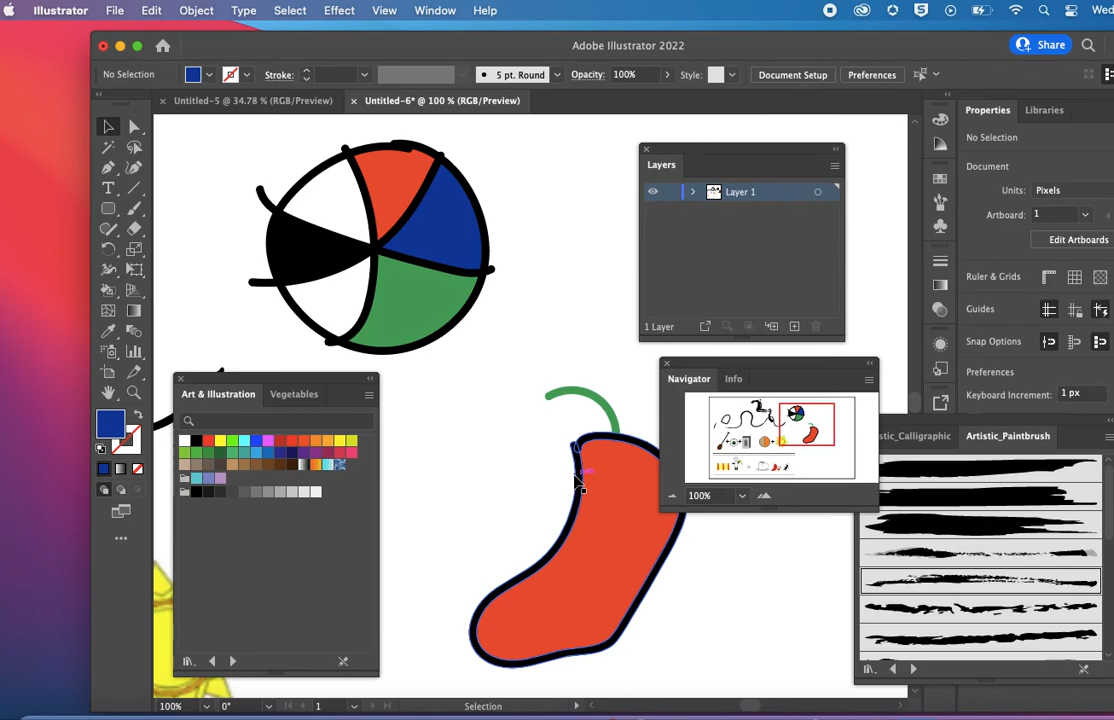 Illustrator File Edit Object Type Select Effect View Window Help Wed
Adobe Illustrator 2022
Share
No Selection Stroke: 5 pt. Round Opacity: 100% Style: Document Setup Preferences
Untitled-5 @ 34.78 % (RGB/Preview) Untitled-6* @ 100 % (RGB/Preview)
Properties Libraries
No Selection
Document
Units: Pixels
Artboard: 1
Edit Artboards
Ruler & Grids
Guides
Snap Options
Preferences
Keyboard Increment: 1 px
Layers
Layer 1
1 Layer
Navigator Info
100%
Art & Illustration Vegetables
stic_Calligraphic Artistic_Paintbrush
100% 0° 1 Selection